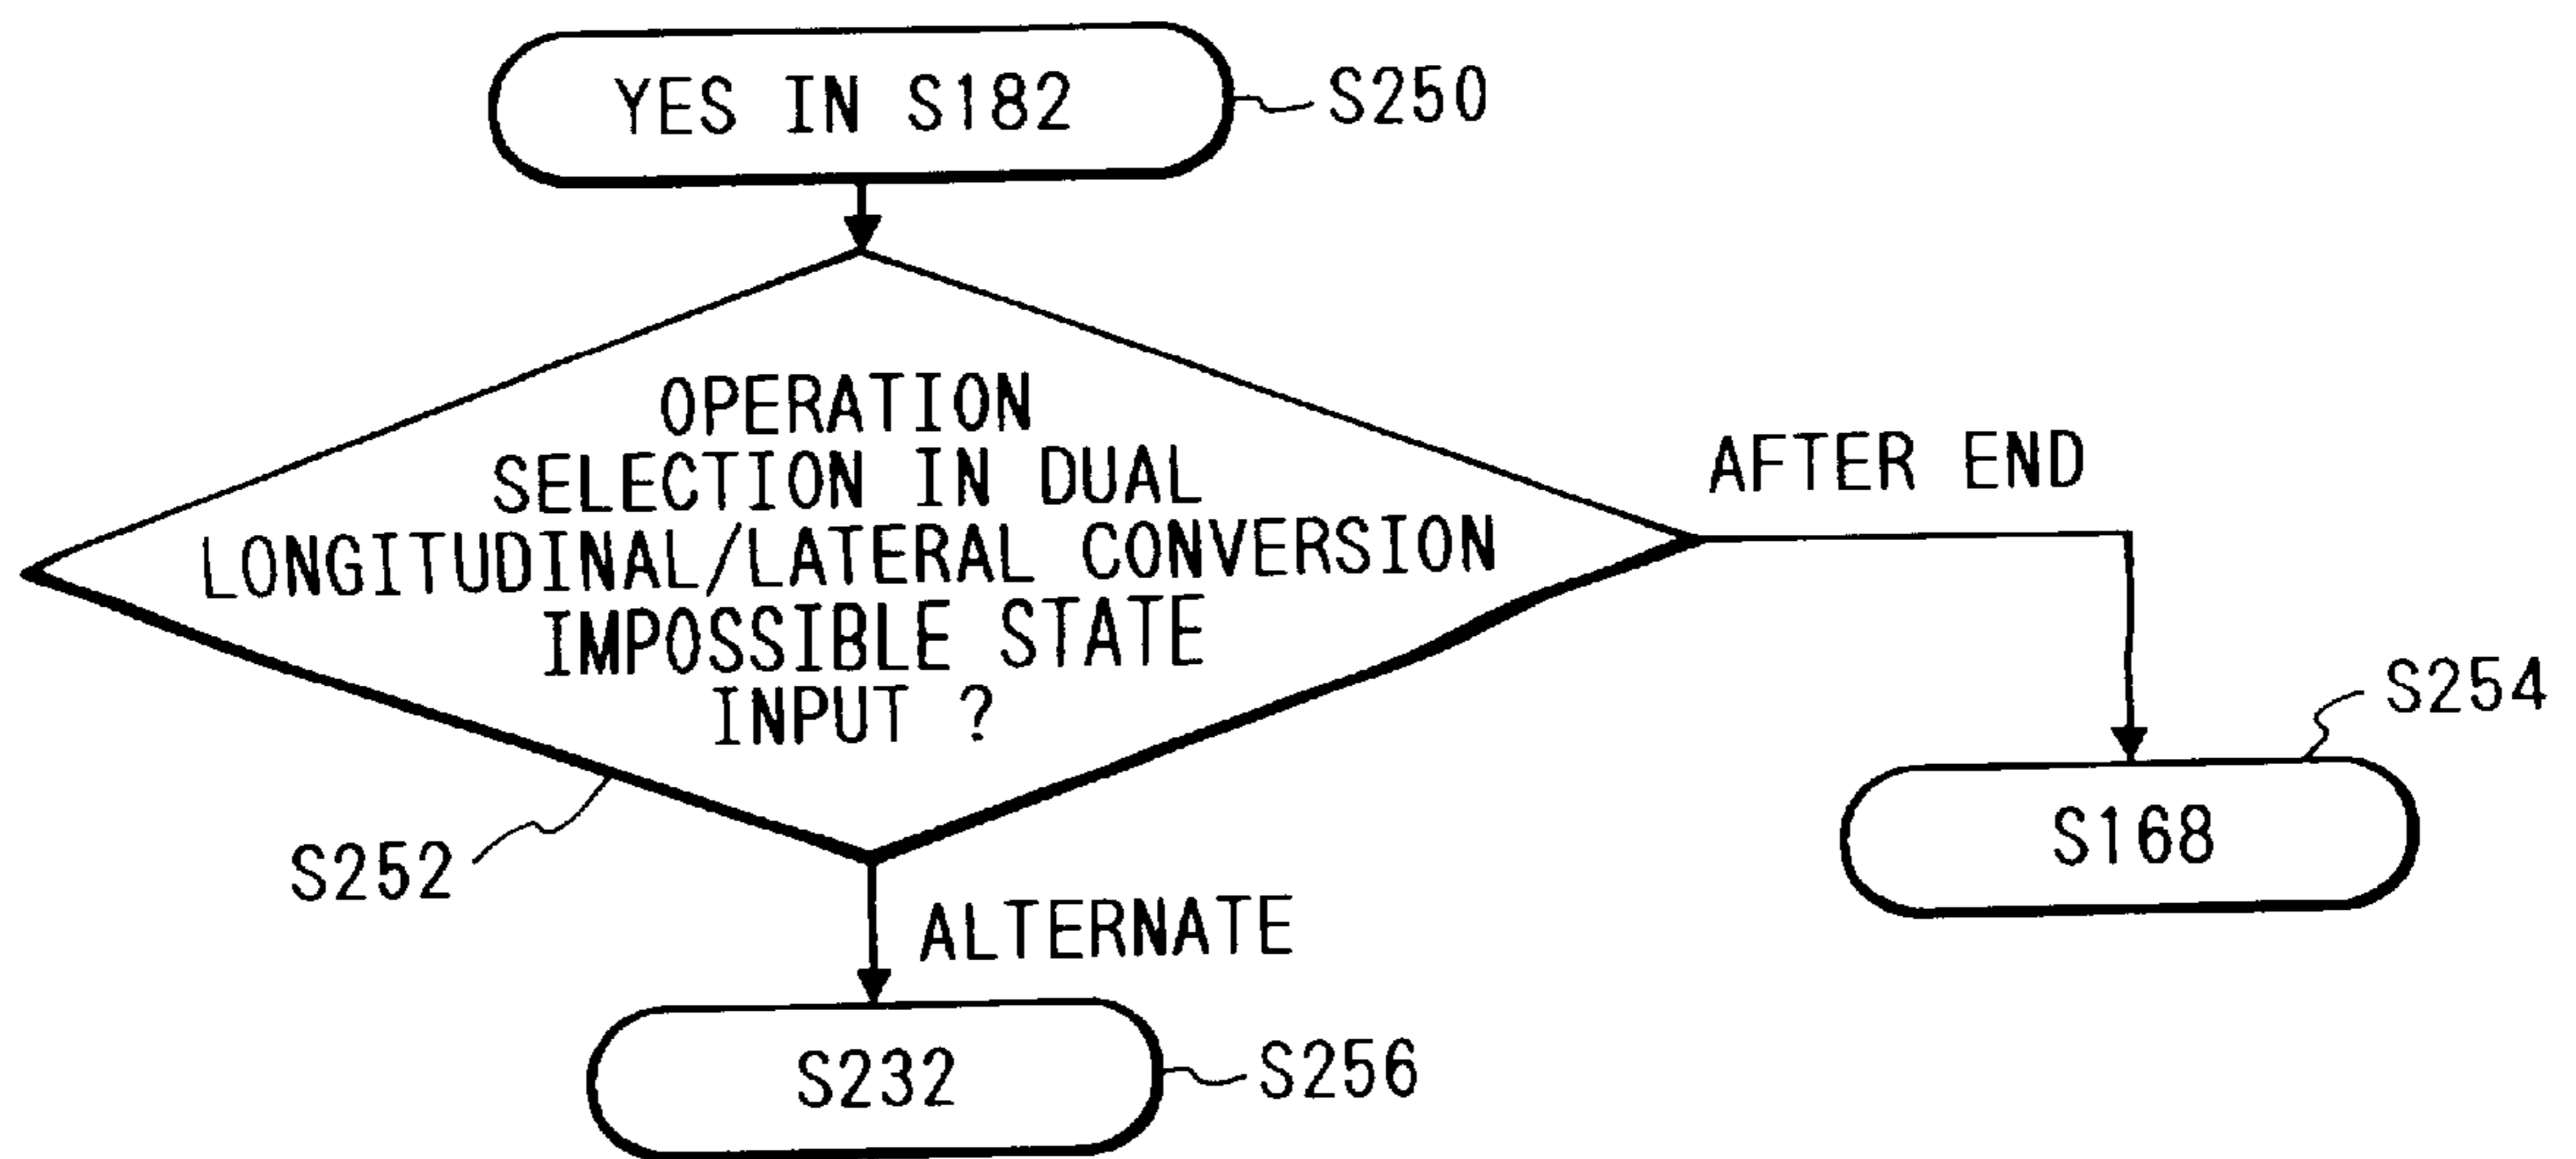 YES IN S182
S250
OPERATION
SELECTION IN DUAL
LONGITUDINAL/LATERAL CONVERSION
IMPOSSIBLE STATE
INPUT ?
AFTER END
S254
S168
S252
ALTERNATE
S232
S256